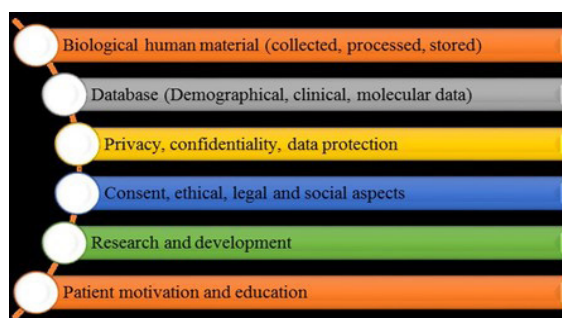 Biological human material (collected, processed, stored)
Database (Demographical, clinical, molecular data)
Privacy, confidentiality, data protection
Consent, ethical, legal and social aspects
Research and development
Patient motivation and education